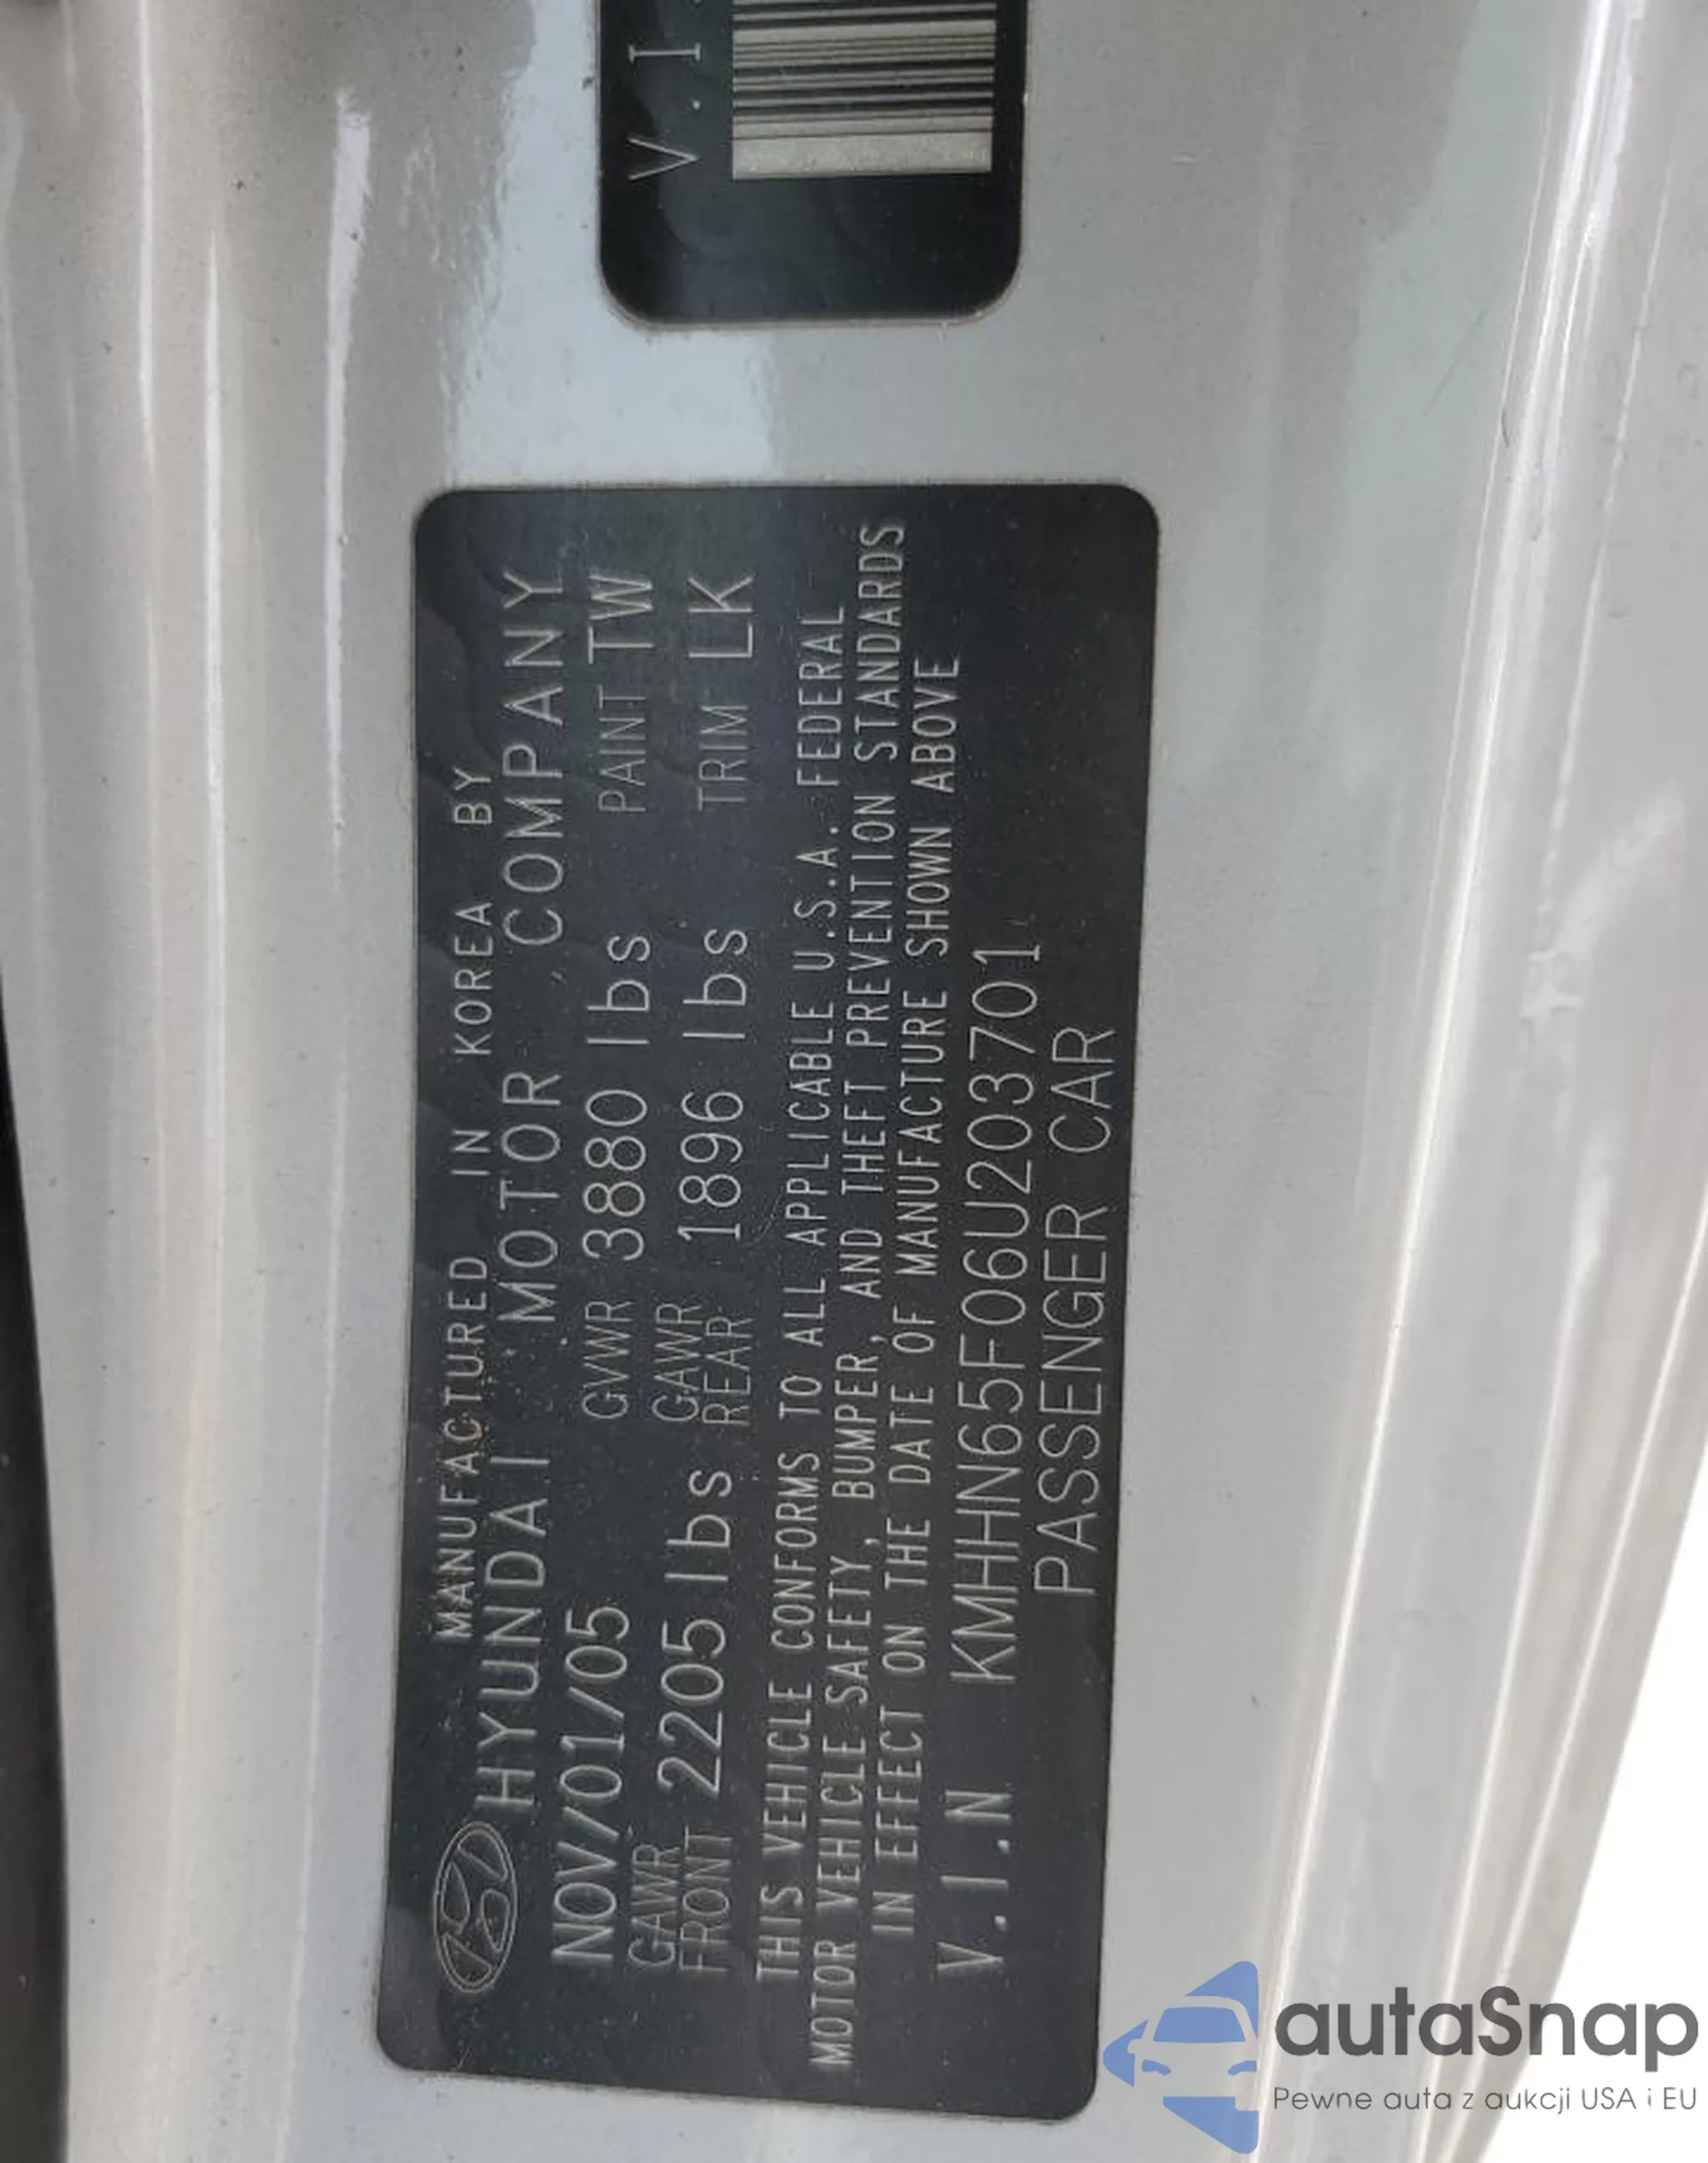 V.I
MANUFACTURED IN KOREA BY
HYUNDAI MOTOR COMPANY
NOV/01/05 GVWR 3880 lbs PAINT TW
GAWR FRONT 2205 lbs GAWR REAR 1896 lbs TRIM LK
THIS VEHICLE CONFORMS TO ALL APPLICABLE U.S.A. FEDERAL
MOTOR VEHICLE SAFETY, BUMPER, AND THEFT PREVENTION STANDARDS
IN EFFECT ON THE DATE OF MANUFACTURE SHOWN ABOVE
V.I.N KMHHN65F06U203701
PASSENGER CAR
autaSnap
Pewne auta z aukcji USA i EU